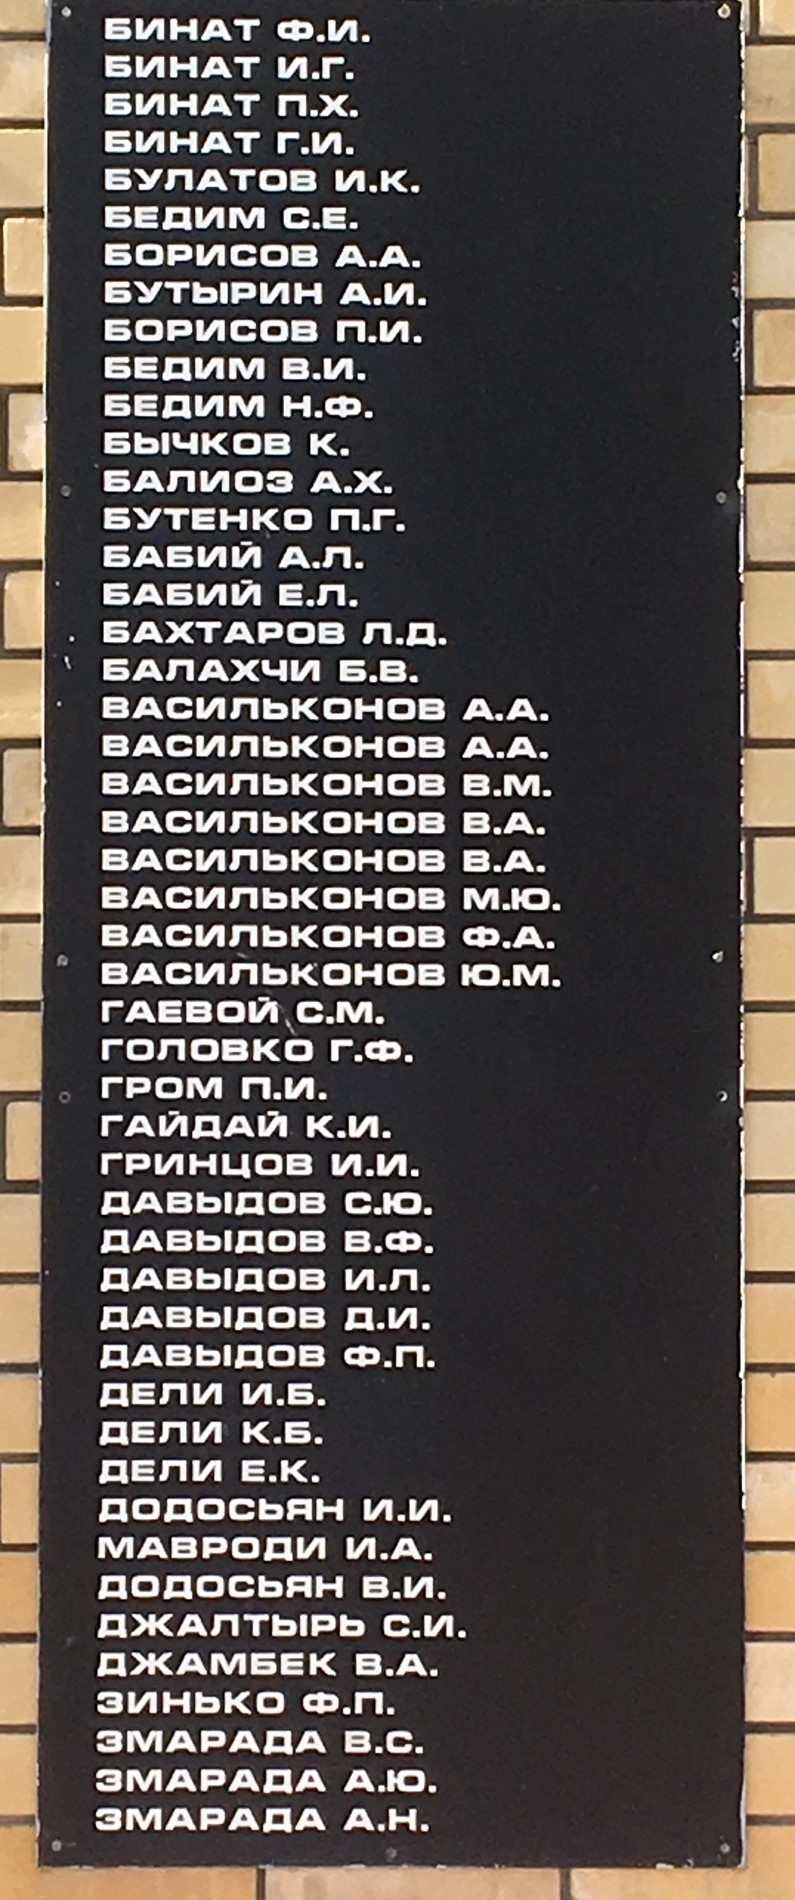 БИНАТ Ф.И.
БИНАТ И.Г.
БИНАТ П.Х.
БИНАТ Г.И.
БУЛАТОВ И.К.
БЕДИМ С.Е.
БОРИСОВ А.А.
БУТЫРИН А.И.
БОРИСОВ П.И.
БЕДИМ В.И.
БЕДИМ Н.Ф.
БЫЧКОВ К.
БАЛИОЗ А.Х.
БУТЕНКО П.Г.
БАБИЙ А.Л.
БАБИЙ Е.Л.
БАХТАРОВ Л.Д.
БАЛАХЧИ Б.В.
ВАСИЛЬКОНОВ А.А.
ВАСИЛЬКОНОВ А.А.
ВАСИЛЬКОНОВ В.М.
ВАСИЛЬКОНОВ В.А.
ВАСИЛЬКОНОВ В.А.
ВАСИЛЬКОНОВ М.Ю.
ВАСИЛЬКОНОВ Ф.А.
ВАСИЛЬКОНОВ Ю.М.
ГАЕВОЙ С.М.
ГОЛОВКО Г.Ф.
ГРОМ П.И.
ГАЙДАЙ К.И.
ГРИНЦОВ И.И.
ДАВЫДОВ С.Ю.
ДАВЫДОВ В.Ф.
ДАВЫДОВ И.Л.
ДАВЫДОВ Д.И.
ДАВЫДОВ Ф.П.
ДЕЛИ И.Б.
ДЕЛИ К.Б.
ДЕЛИ Е.К.
ДОДОСЬЯН И.И.
МАВРОДИ И.А.
ДОДОСЬЯН В.И.
ДЖАЛТЫРЬ С.И.
ДЖАМБЕК В.А.
ЗИНЬКО Ф.П.
ЗМАРАДА В.С.
ЗМАРАДА А.Ю.
ЗМАРАДА А.Н.